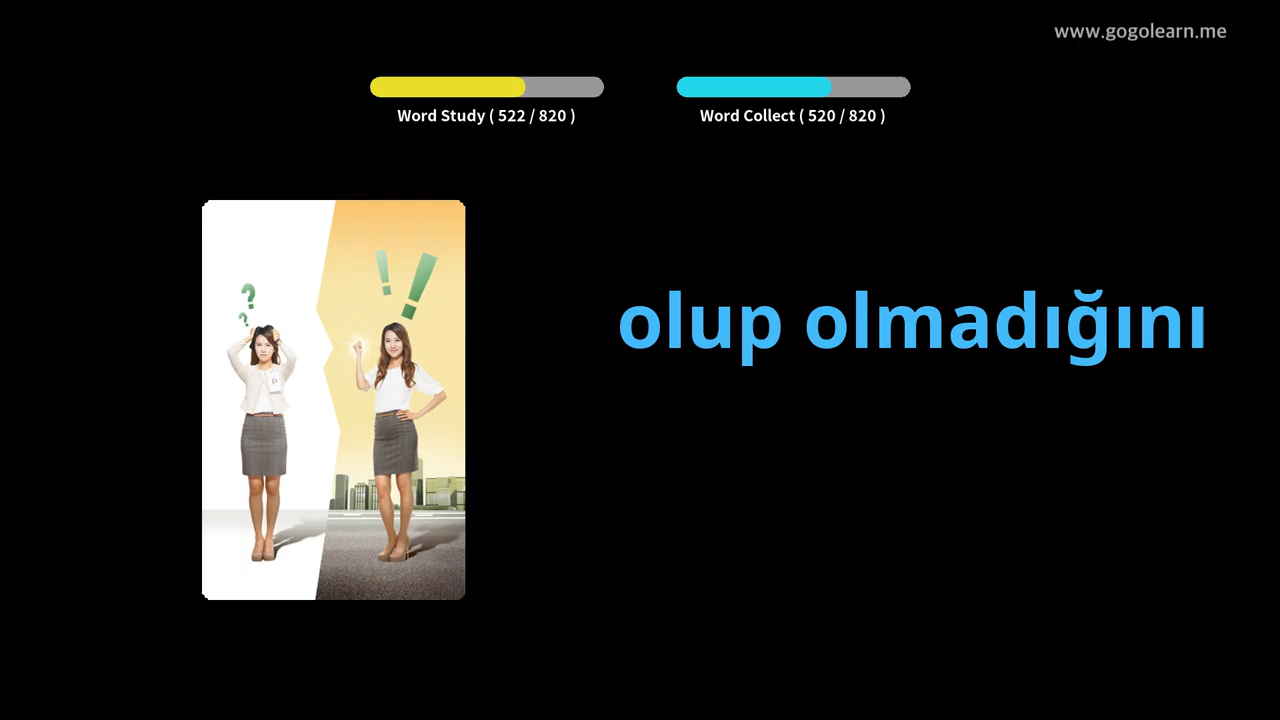 www.gogolearn.me
Word Study ( 522 / 820 )
Word Collect ( 520 / 820 )
? ?
! !
olup olmadığını